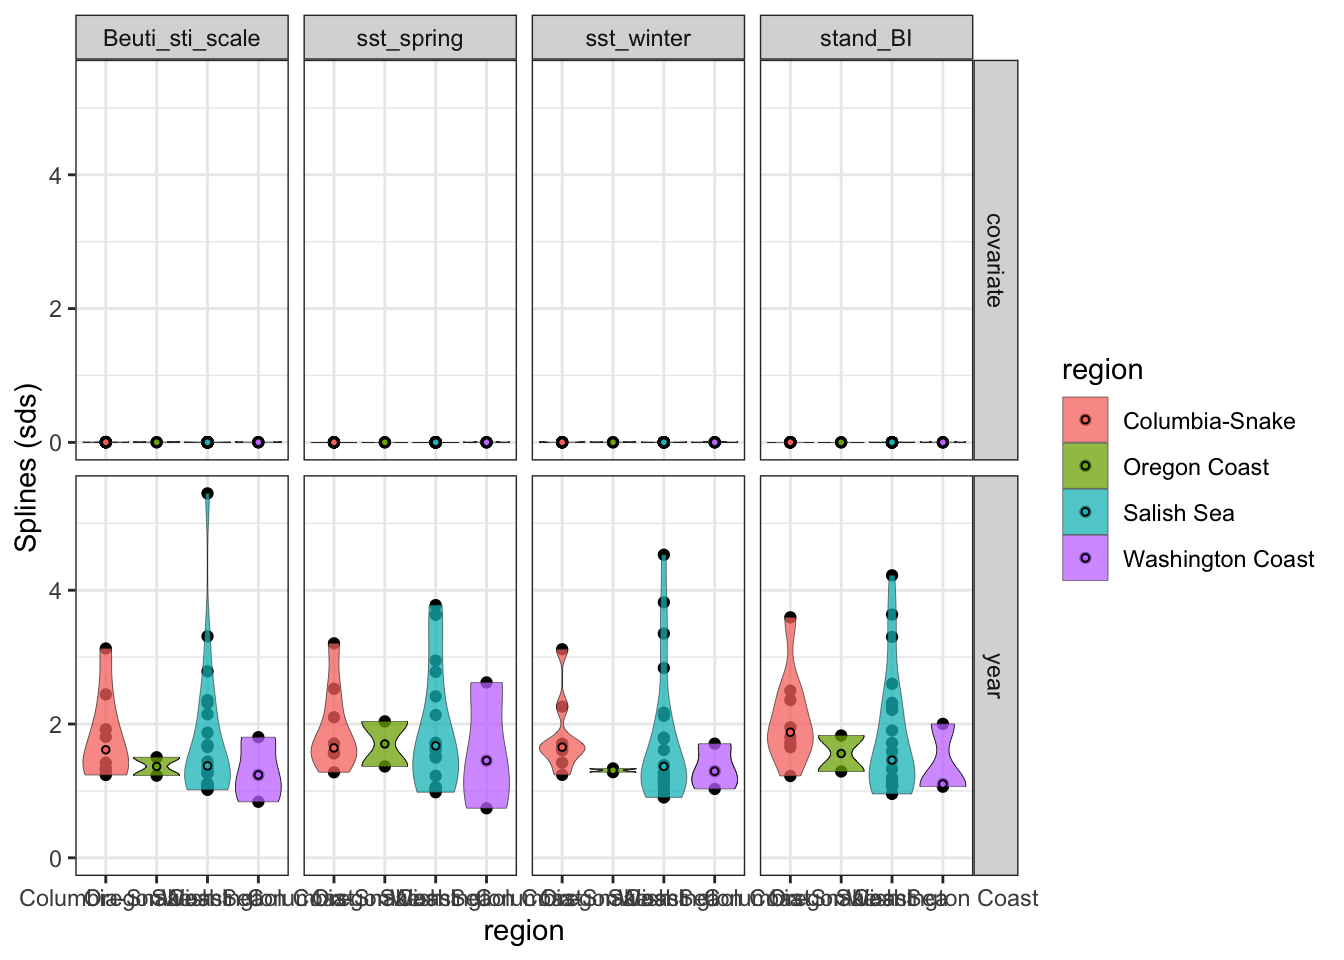 Beuti_sti_scale sst_spring sst_winter stand_BI
covariate
4
2
0
Splines (sds)
year
4
2
0
region
region
Columbia-Snake
Oregon Coast
Salish Sea
Washington Coast